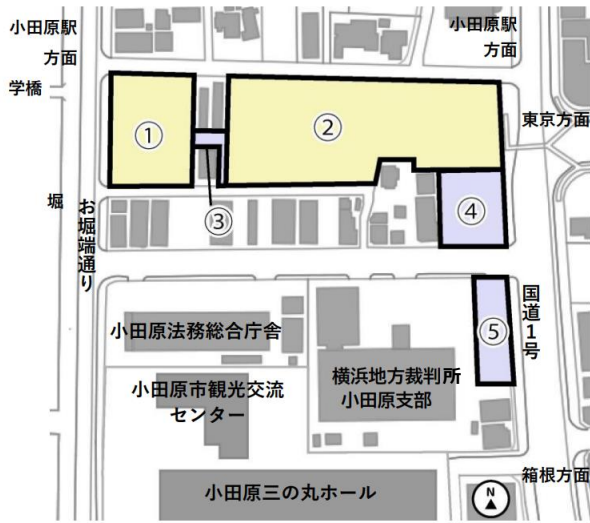 小田原駅
方面
小田原駅
方面
学橋
①
②
東京方面
③
④
堀
お堀端通り
国道1号
⑤
小田原法務総合庁舎
横浜地方裁判所
小田原支部
小田原市観光交流
センター
箱根方面
小田原三の丸ホール
N